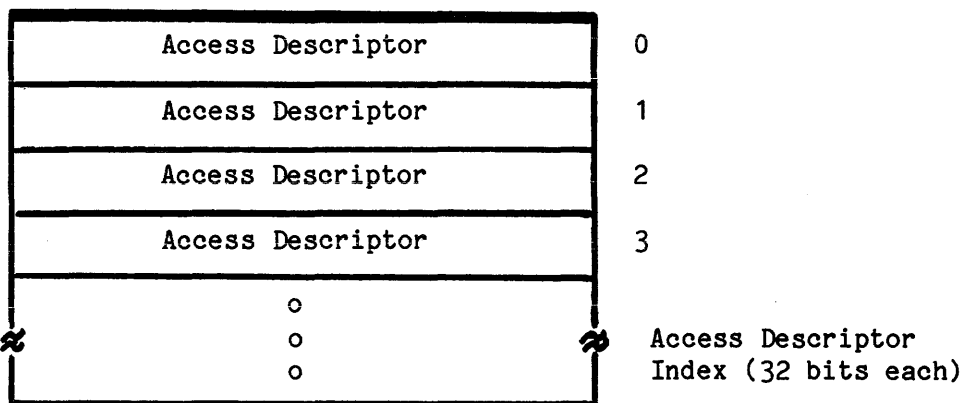 Access Descriptor 0
Access Descriptor 1
Access Descriptor 2
Access Descriptor 3
o
o
o
Access Descriptor
Index (32 bits each)